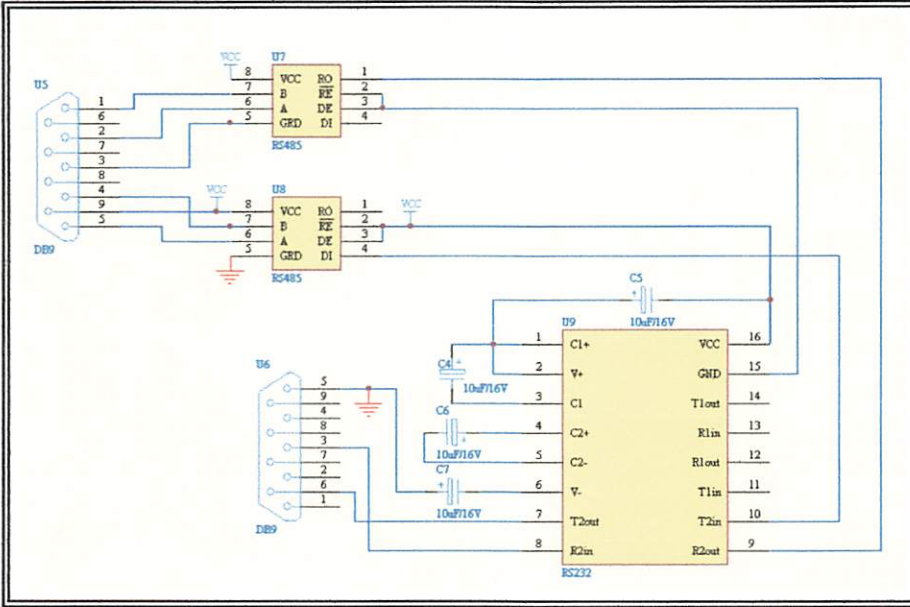 U5
1
6
2
7
3
8
4
9
5
DB9
VCC
U7
8 VCC RO 1
7 B RE 2
6 A DE 3
5 GRD DI 4
RS485
VCC
U8
VCC
8 VCC RO 1
7 B RE 2
6 A DE 3
5 GRD DI 4
RS485
C5
+
10uF/16V
U9
1 C1+ VCC 16
2 V+ GND 15
3 C1 T1out 14
4 C2+ R1in 13
5 C2- R1out 12
6 V- T1in 11
7 T2out T2in 10
8 R2in R2out 9
RS232
C4
+
10uF/16V
C6
+
10uF/16V
C7
+
10uF/16V
U6
5
9
4
8
3
7
2
6
1
DB9